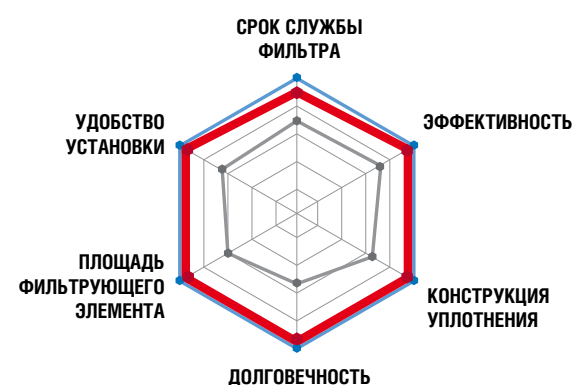 СРОК СЛУЖБЫ
ФИЛЬТРА
ЭФФЕКТИВНОСТЬ
КОНСТРУКЦИЯ
УПЛОТНЕНИЯ
ДОЛГОВЕЧНОСТЬ
ПЛОЩАДЬ
ФИЛЬТРУЮЩЕГО
ЭЛЕМЕНТА
УДОБСТВО
УСТАНОВКИ